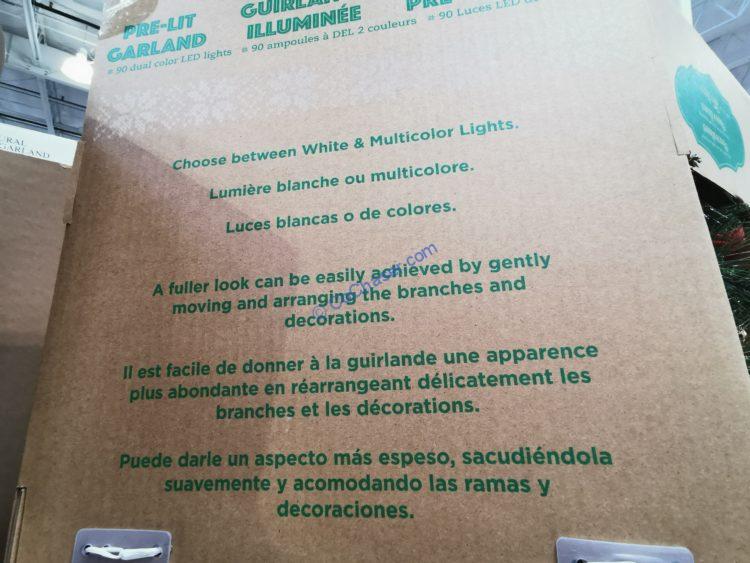 PRE-LIT
GARLAND
90 dual color LED lights
ILLUMINÉE
90 ampoules à DEL 2 couleurs
90 Luces LED
URAL
GARLAND
Choose between White & Multicolor Lights.
Lumière blanche ou multicolore.
Luces blancas o de colores.
A fuller look can be easily achieved by gently
moving and arranging the branches and
decorations.
© CochaserA.com
Il est facile de donner à la guirlande une apparence
plus abondante en réarrangeant délicatement les
branches et les décorations.
Puede darle un aspecto más espeso, sacudiéndola
suavemente y acomodando las ramas y
decoraciones.